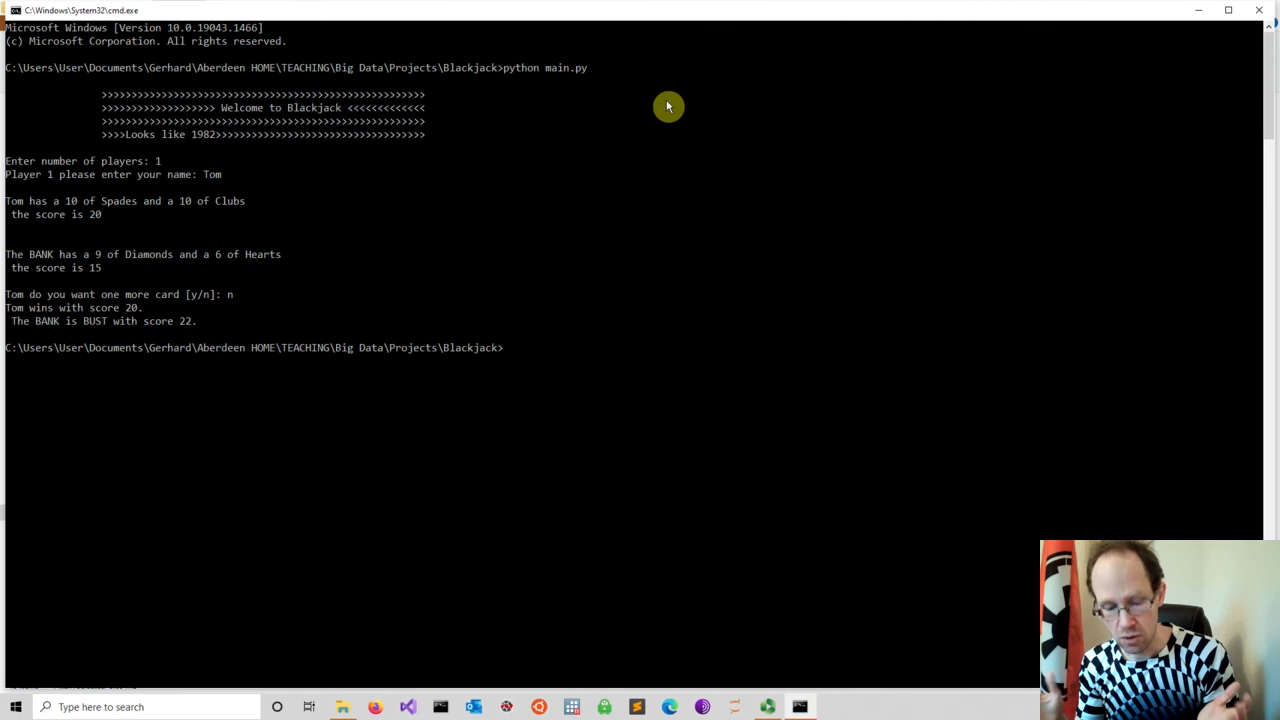 C:\Windows\System32\cmd.exe
Microsoft Windows [Version 10.0.19043.1466]
(c) Microsoft Corporation. All rights reserved.
C:\Users\User\Documents\Gerhard\Aberdeen HOME\TEACHING\Big Data\Projects\Blackjack>python main.py
>>>>>>>>>>>>>>>>>>>>>>>>>>>>>>>>>>>>>>>>>>>>>>>>>>>>>>
>>>>>>>>>>>>>>>>>>> Welcome to Blackjack <<<<<<<<<<<<<
>>>>>>>>>>>>>>>>>>>>>>>>>>>>>>>>>>>>>>>>>>>>>>>>>>>>>>
>>>>Looks like 1982>>>>>>>>>>>>>>>>>>>>>>>>>>>>>>>>>>>
Enter number of players: 1
Player 1 please enter your name: Tom
Tom has a 10 of Spades and a 10 of Clubs
the score is 20
The BANK has a 9 of Diamonds and a 6 of Hearts
the score is 15
Tom do you want one more card [y/n]: n
Tom wins with score 20.
The BANK is BUST with score 22.
C:\Users\User\Documents\Gerhard\Aberdeen HOME\TEACHING\Big Data\Projects\Blackjack>
Type here to search